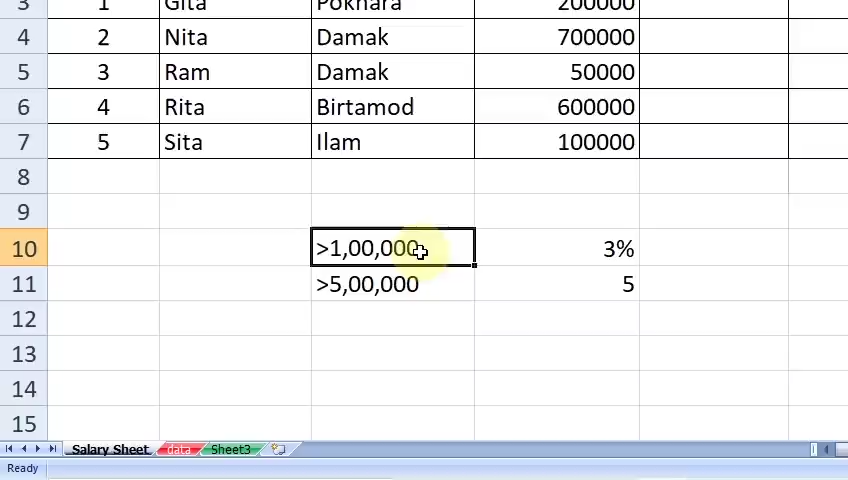 3 1 Gita Pokhara 200000
4 2 Nita Damak 700000
5 3 Ram Damak 50000
6 4 Rita Birtamod 600000
7 5 Sita Ilam 100000
8
9
10 >1,00,000 3%
11 >5,00,000 5
12
13
14
15
Salary Sheet data Sheet3
Ready